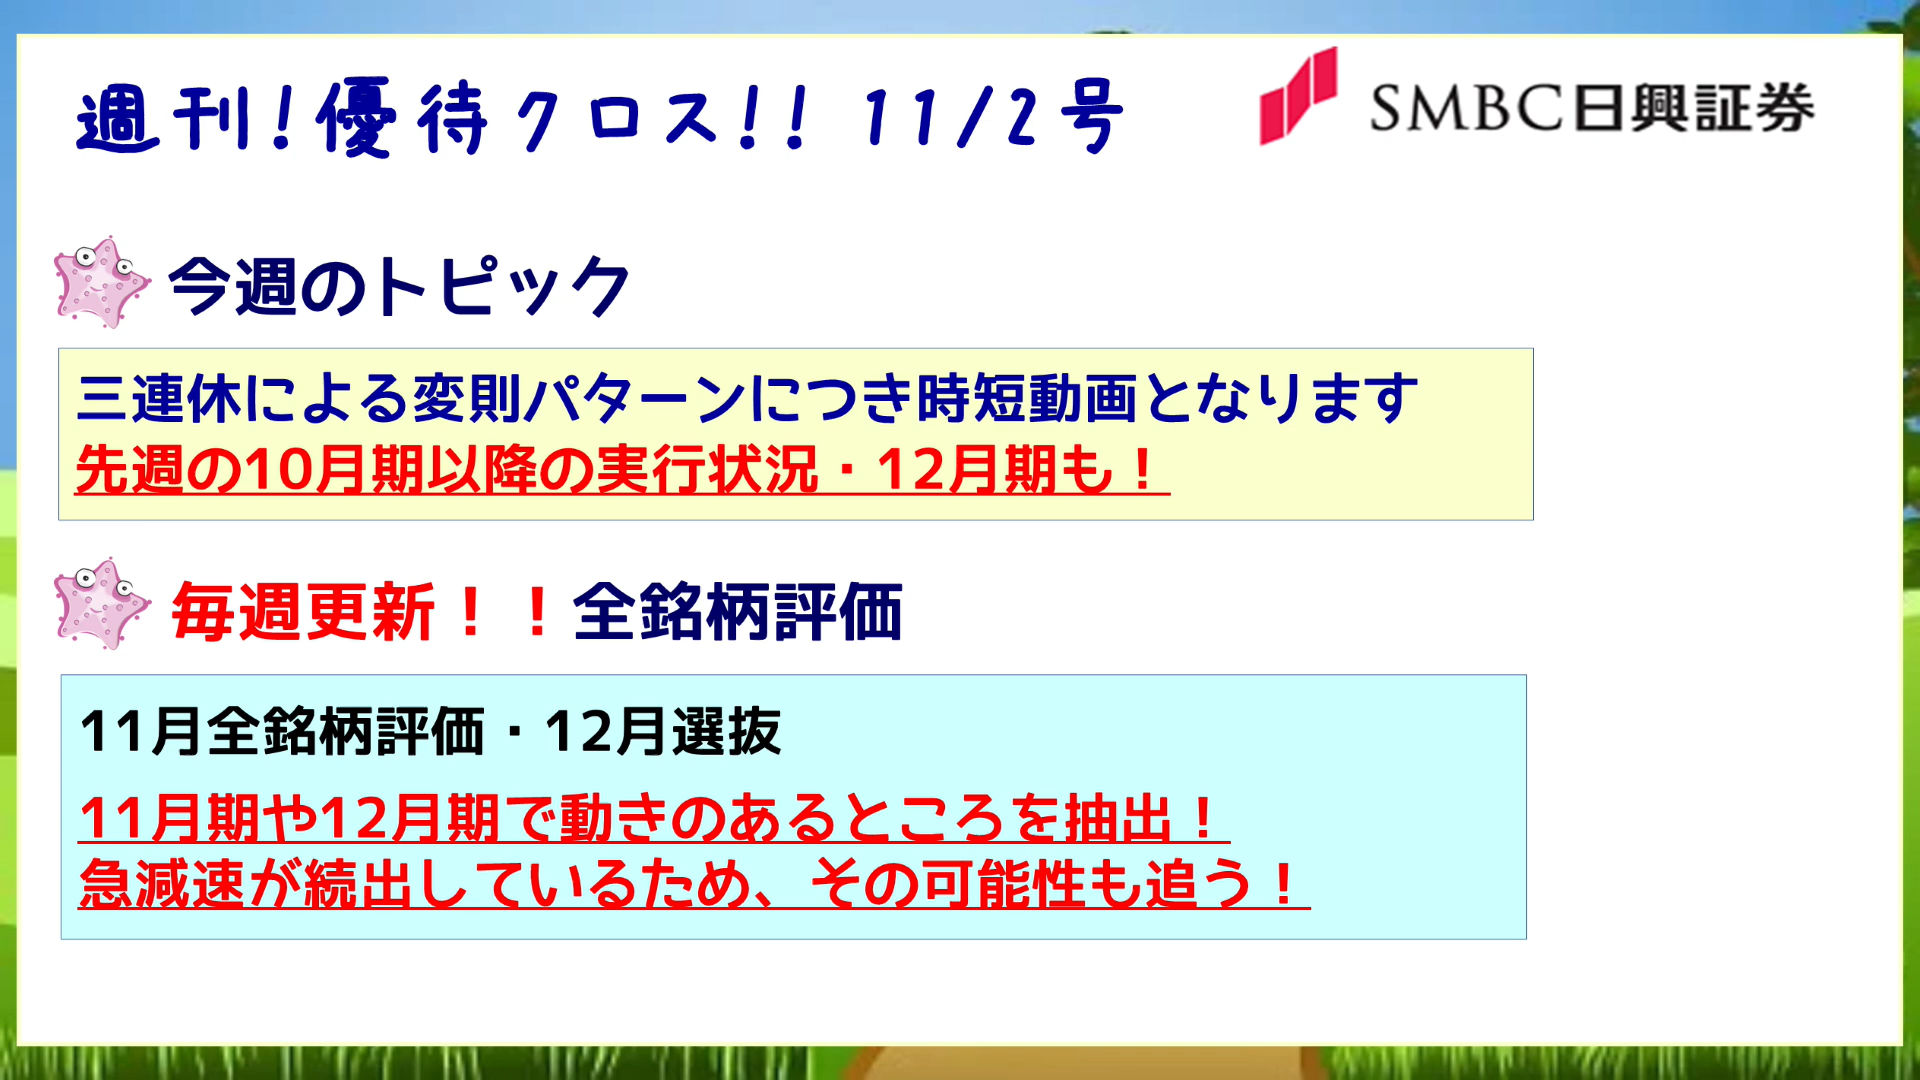 週刊!優待クロス!! 11/2号
SMBC日興証券
今週のトピック
三連休による変則パターンにつき時短動画となります
先週の10月期以降の実行状況・12月期も！
毎週更新！！全銘柄評価
11月全銘柄評価・12月選抜
11月期や12月期で動きのあるところを抽出！
急減速が続出しているため、その可能性も追う！